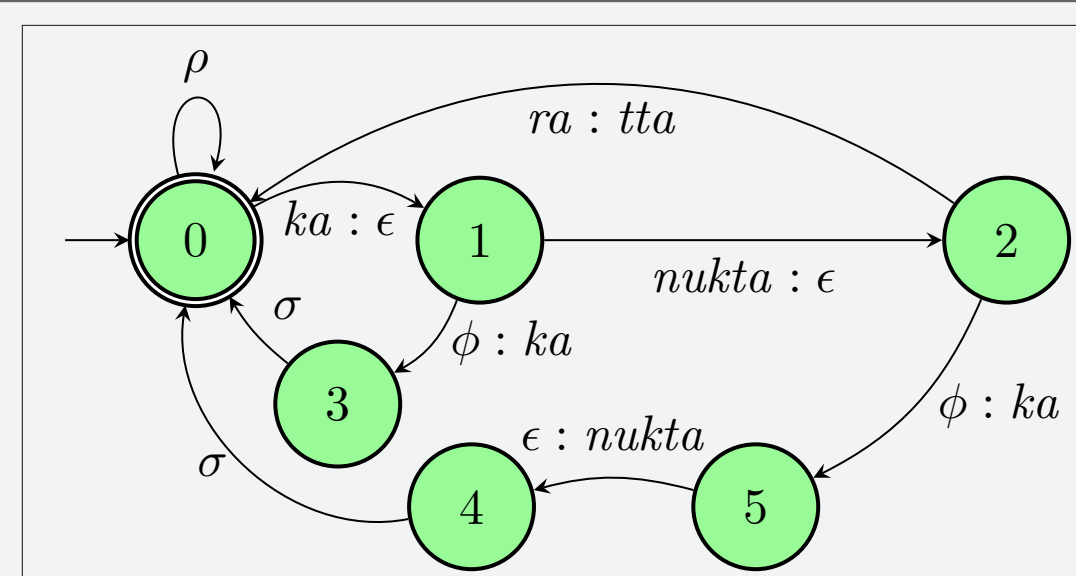 ρ
ra : tta
0
ka : ϵ
1
2
nukta : ϵ
σ
ϕ : ka
3
ϕ : ka
ϵ : nukta
σ
4
5